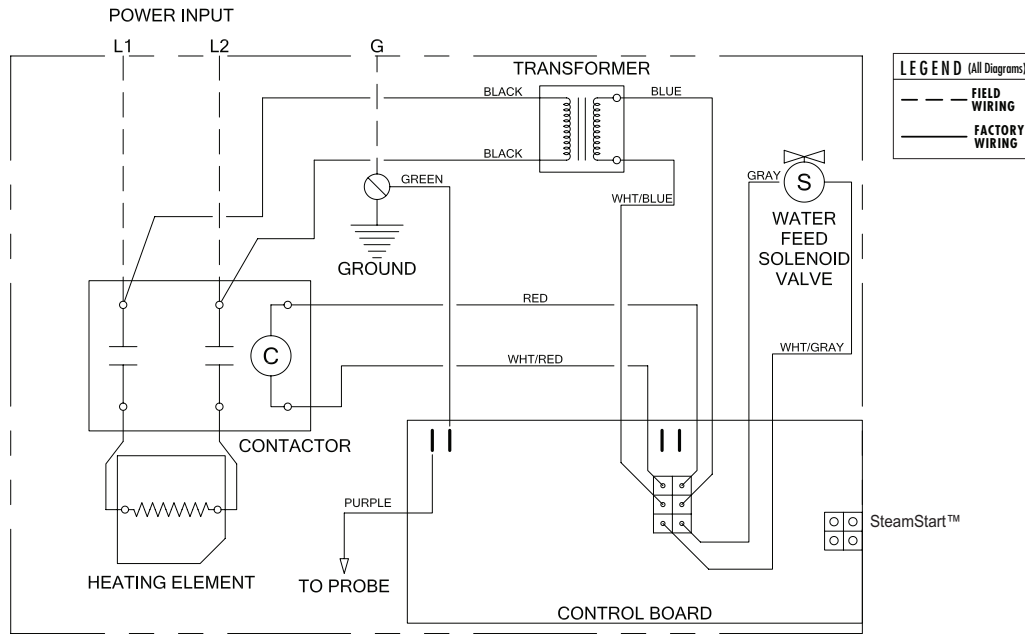 POWER INPUT
L1
L2
G
TRANSFORMER
BLACK
BLUE
BLACK
GREEN
WHT/BLUE
GROUND
GRAY
S
WATER
FEED
SOLENOID
VALVE
LEGEND (All Diagrams)
FIELD
WIRING
FACTORY
WIRING
RED
C
WHT/RED
WHT/GRAY
CONTACTOR
PURPLE
SteamStart™
HEATING ELEMENT
TO PROBE
CONTROL BOARD